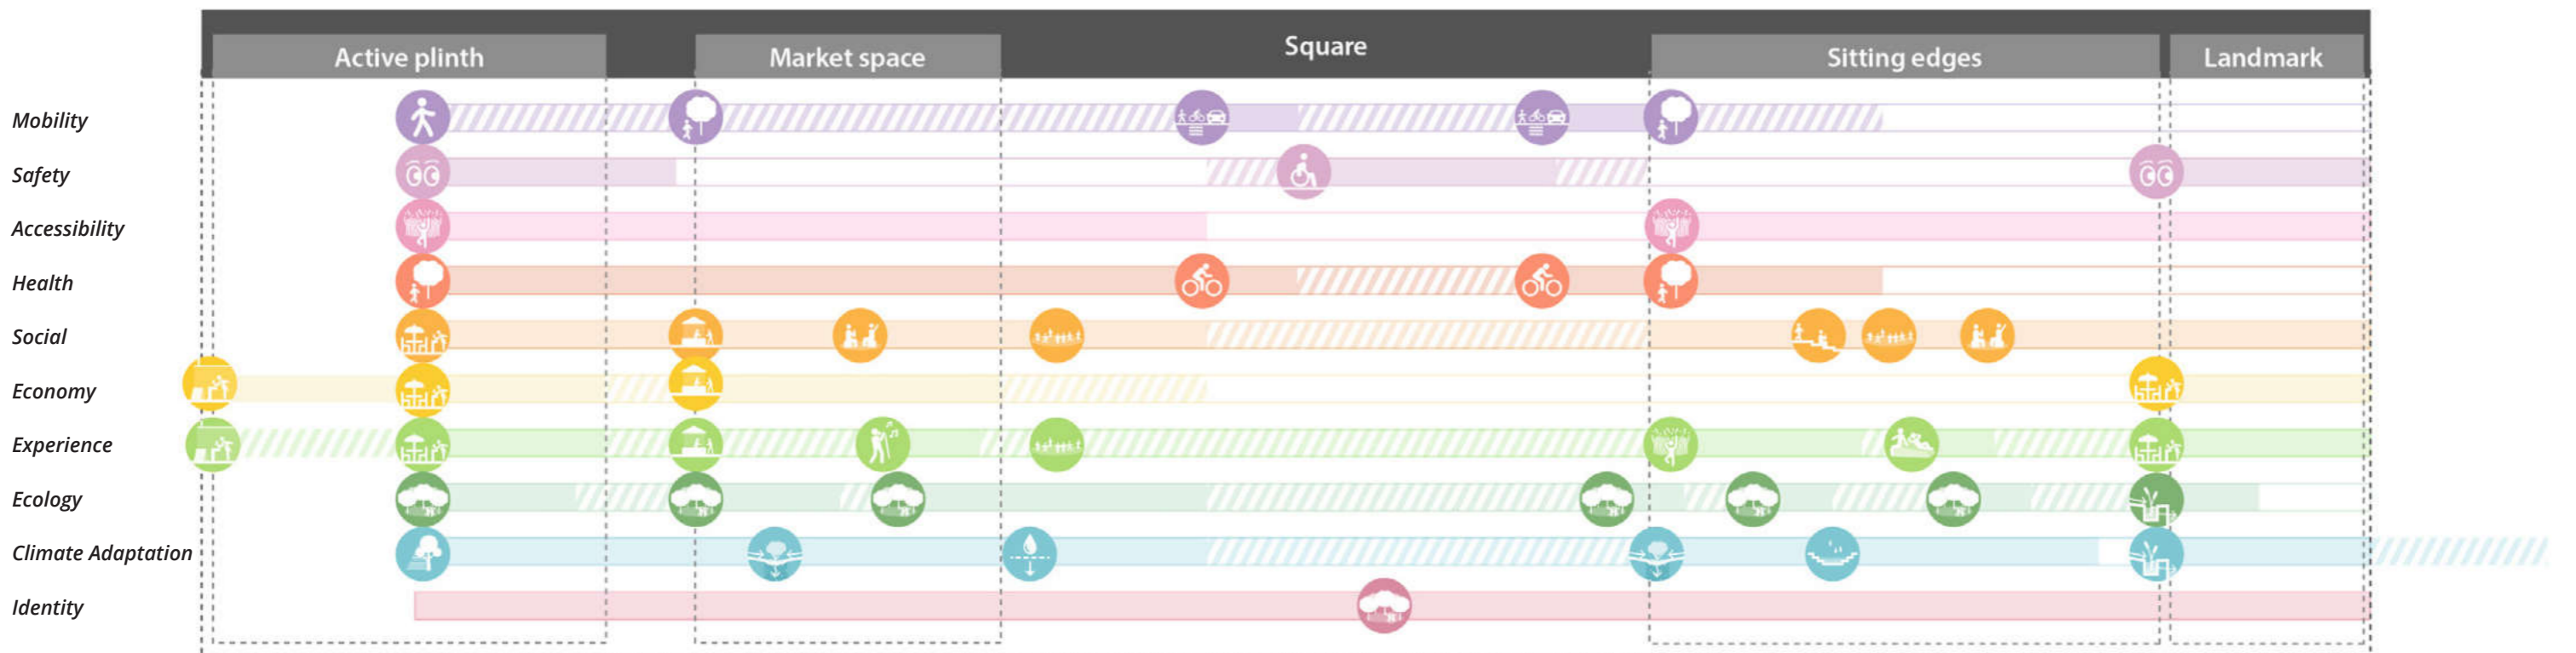 Active plinth
Market space
Square
Sitting edges
Landmark
Mobility
Safety
Accessibility
Health
Social
Economy
Experience
Ecology
Climate Adaptation
Identity